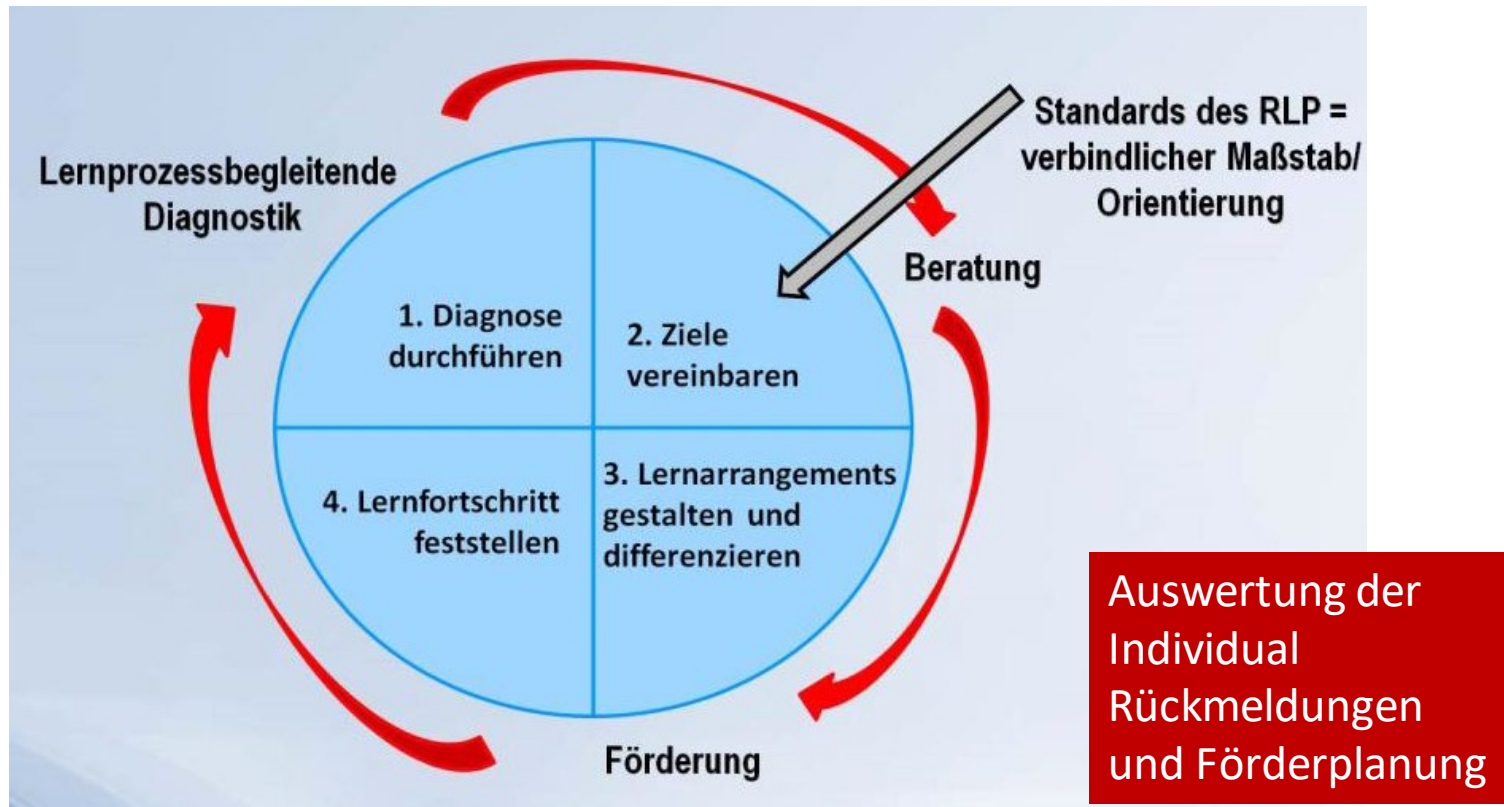 Lernprozessbegleitende
Diagnostik
Standards des RLP =
verbindlicher Maßstab/
Orientierung
Beratung
1. Diagnose
durchführen
2. Ziele
vereinbaren
3. Lernarrangements
gestalten und
differenzieren
4. Lernfortschritt
feststellen
Förderung
Auswertung der
Individual
Rückmeldungen
und Förderplanung